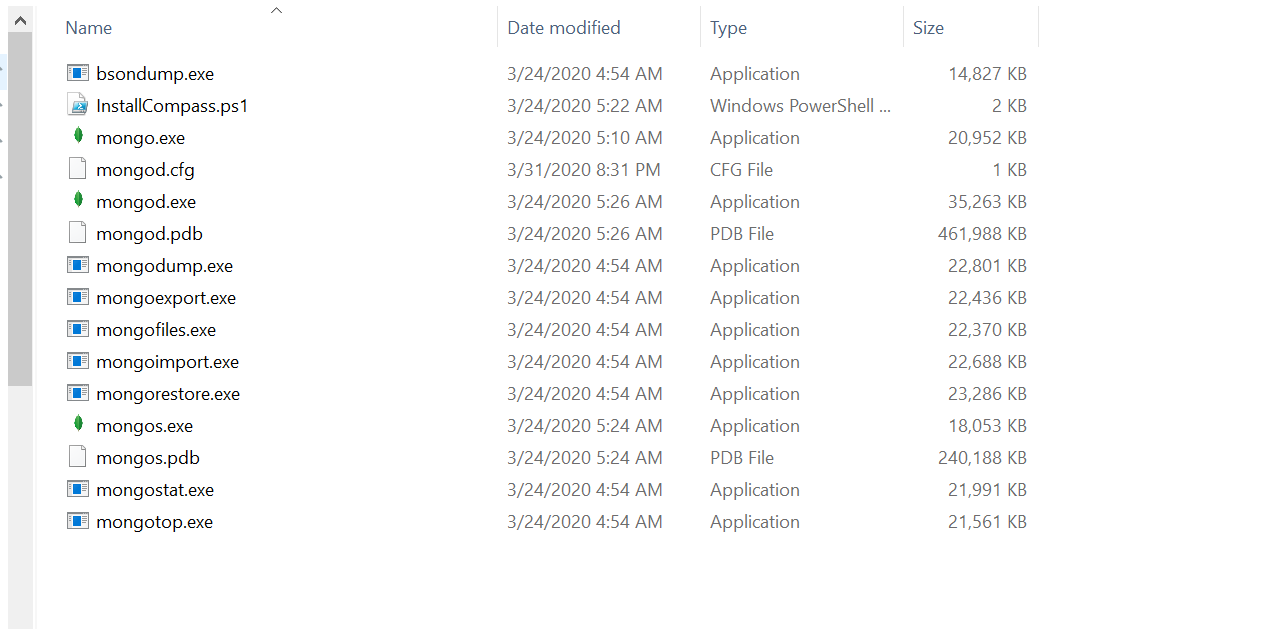 Name Date modified Type Size
bsondump.exe 3/24/2020 4:54 AM Application 14,827 KB
InstallCompass.ps1 3/24/2020 5:22 AM Windows PowerShell ... 2 KB
mongo.exe 3/24/2020 5:10 AM Application 20,952 KB
mongod.cfg 3/31/2020 8:31 PM CFG File 1 KB
mongod.exe 3/24/2020 5:26 AM Application 35,263 KB
mongod.pdb 3/24/2020 5:26 AM PDB File 461,988 KB
mongodump.exe 3/24/2020 4:54 AM Application 22,801 KB
mongoexport.exe 3/24/2020 4:54 AM Application 22,436 KB
mongofiles.exe 3/24/2020 4:54 AM Application 22,370 KB
mongoimport.exe 3/24/2020 4:54 AM Application 22,688 KB
mongorestore.exe 3/24/2020 4:54 AM Application 23,286 KB
mongos.exe 3/24/2020 5:24 AM Application 18,053 KB
mongos.pdb 3/24/2020 5:24 AM PDB File 240,188 KB
mongostat.exe 3/24/2020 4:54 AM Application 21,991 KB
mongotop.exe 3/24/2020 4:54 AM Application 21,561 KB